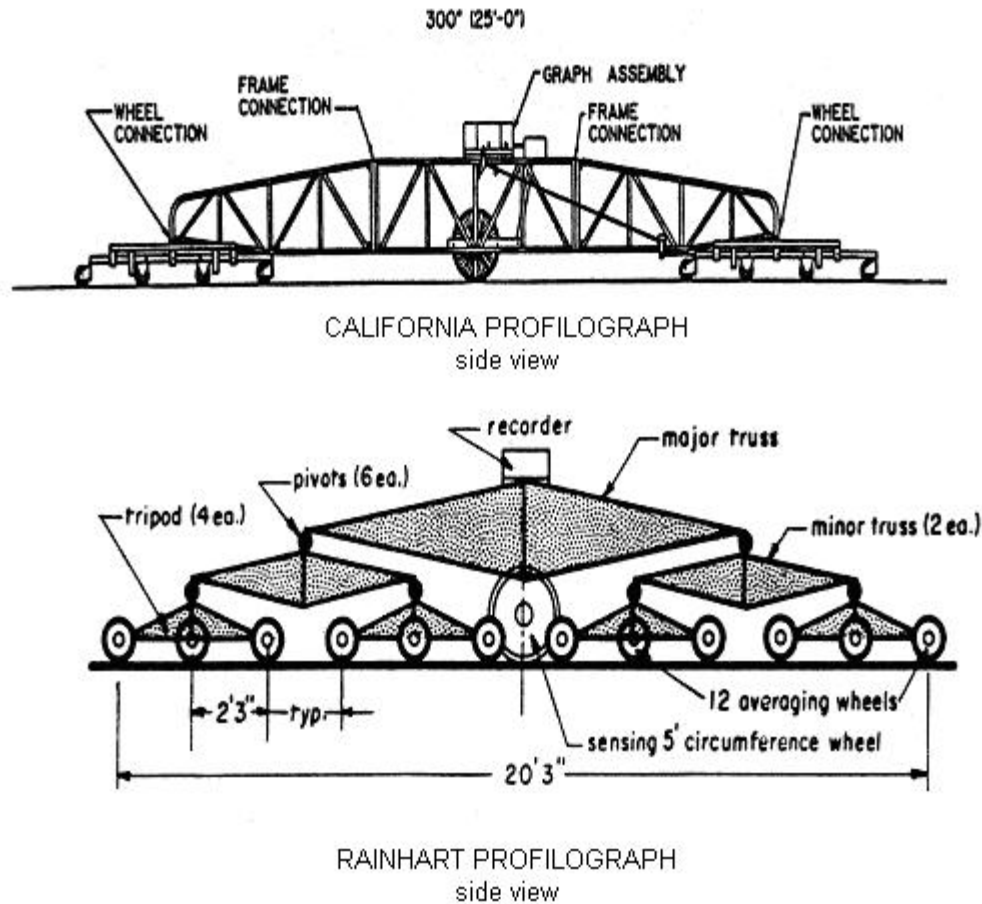 300" (25'-0")
GRAPH ASSEMBLY
FRAME
CONNECTION
FRAME
CONNECTION
WHEEL
CONNECTION
WHEEL
CONNECTION
CALIFORNIA PROFILOGRAPH
side view
recorder
major truss
pivots (6 ea.)
tripod (4 ea.)
minor truss (2 ea.)
2'3"
typ.
12 averaging wheels
sensing 5' circumference wheel
20'3"
RAINHART PROFILOGRAPH
side view